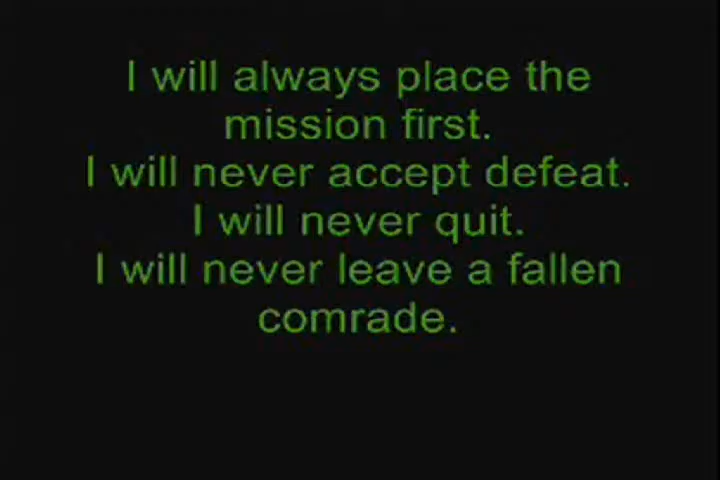 I will always place the
mission first.
I will never accept defeat.
I will never quit.
I will never leave a fallen
comrade.